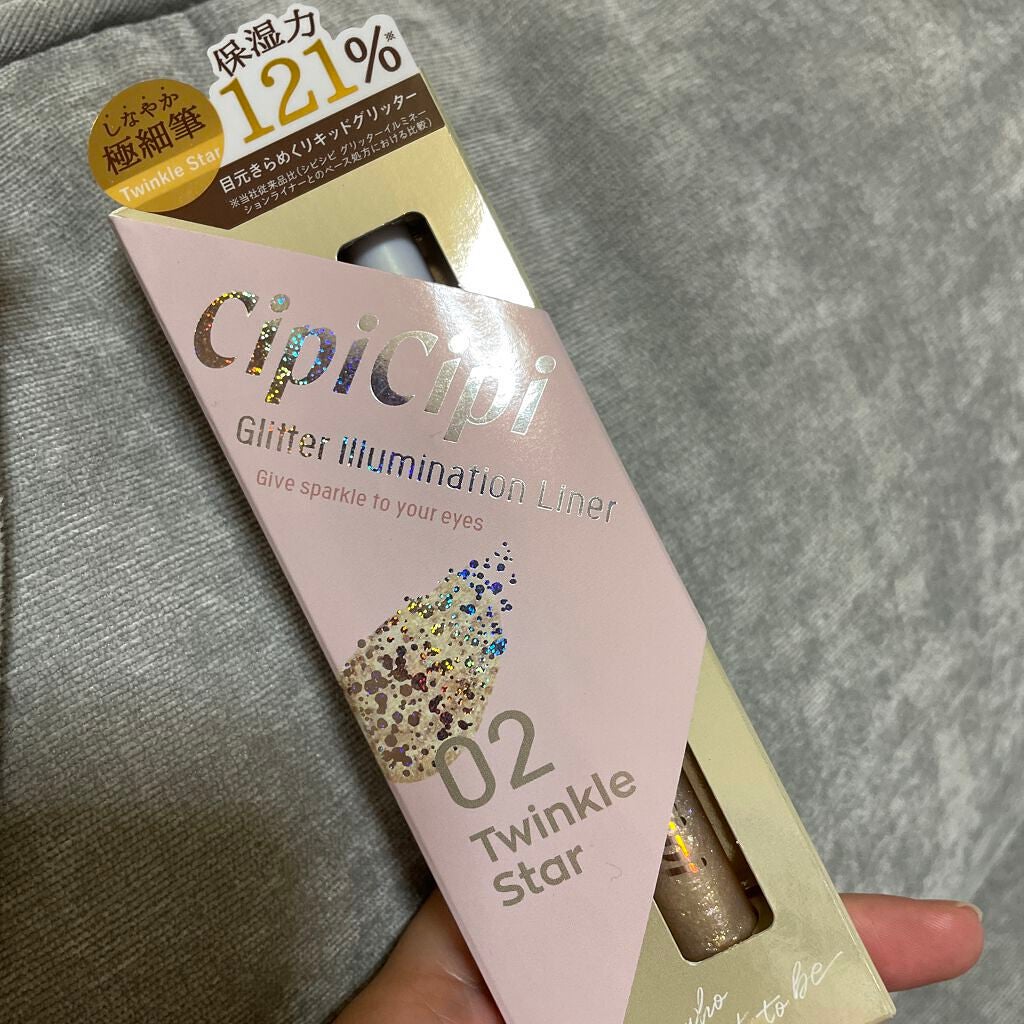 保湿力
121%※
しなやか
極細筆
Twinkle Star
目元きらめくリキッドグリッター
※当社従来品比(シピシピ グリッターイルミネー
ションライナーとのベース処方における比較)
CipiCipi
Glitter Illumination Liner
Give sparkle to your eyes
02
Twinkle
Star
who
to be